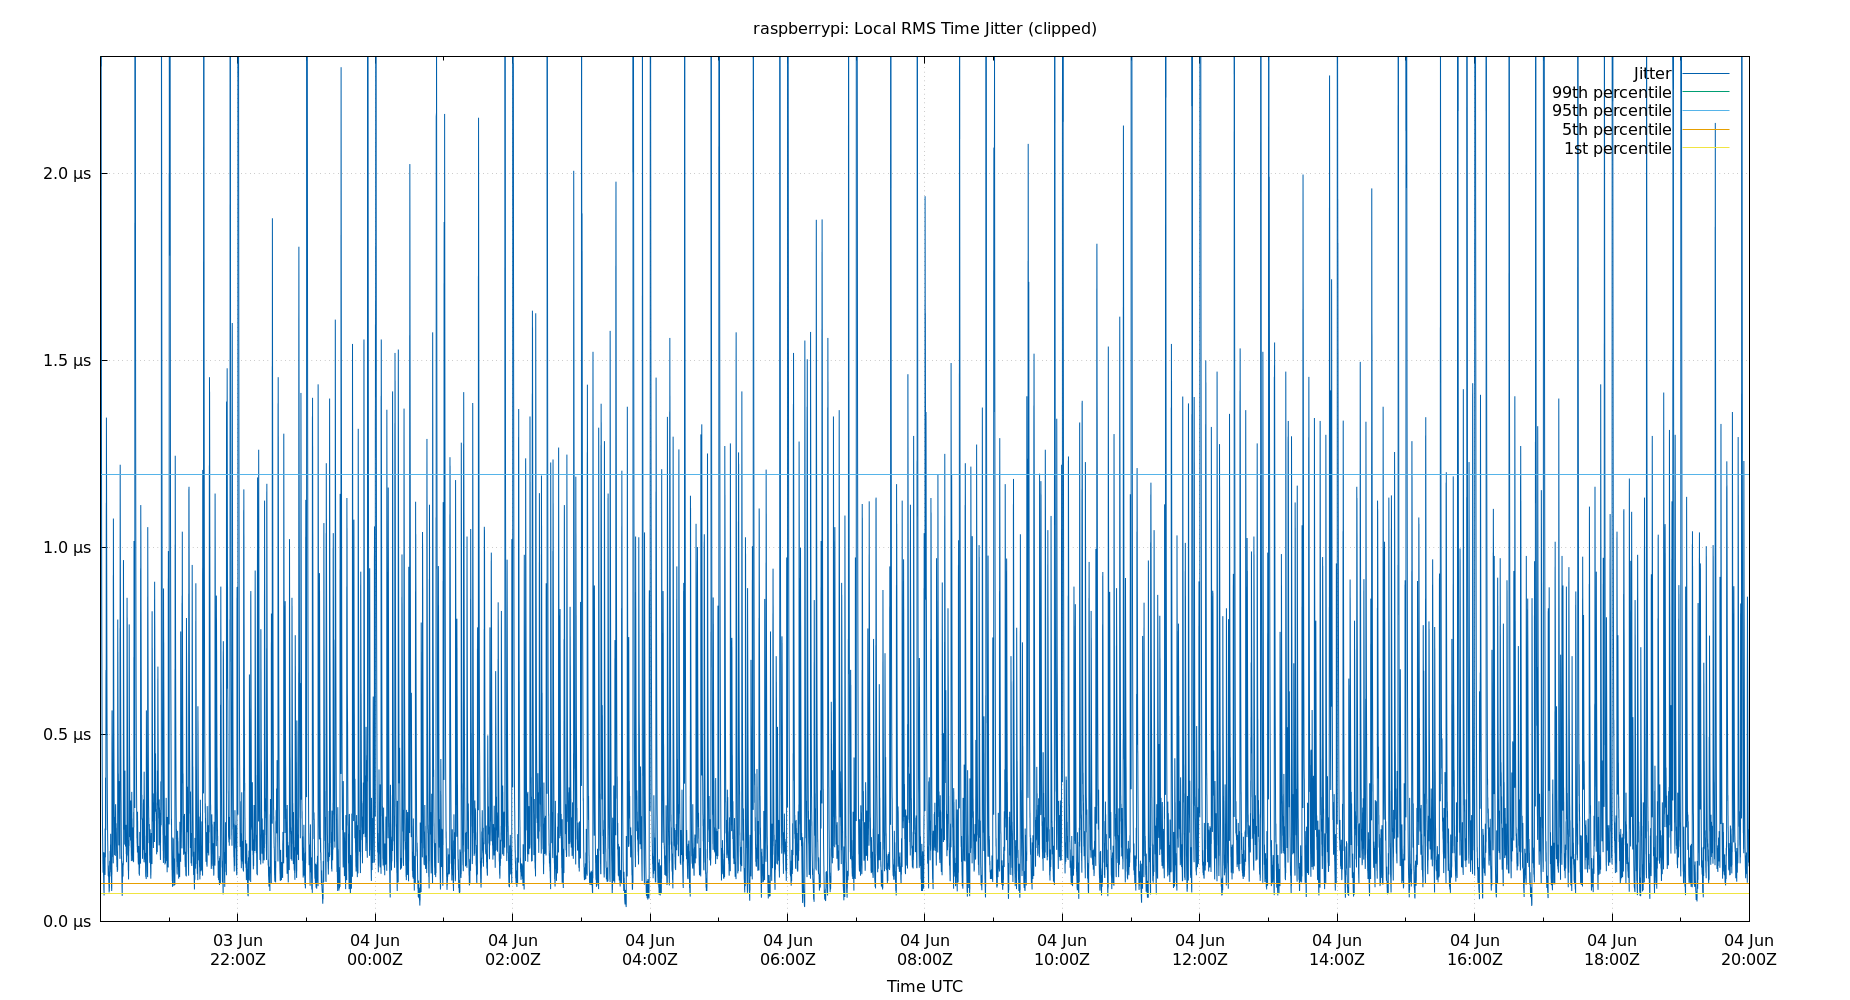 raspberrypi: Local RMS Time Jitter (clipped)
Jitter
99th percentile
95th percentile
5th percentile
1st percentile
2.0 µs
1.5 µs
1.0 µs
0.5 µs
0.0 µs
03 Jun 04 Jun 04 Jun 04 Jun 04 Jun 04 Jun 04 Jun 04 Jun 04 Jun 04 Jun 04 Jun 04 Jun
22:00Z 00:00Z 02:00Z 04:00Z 06:00Z 08:00Z 10:00Z 12:00Z 14:00Z 16:00Z 18:00Z 20:00Z
Time UTC